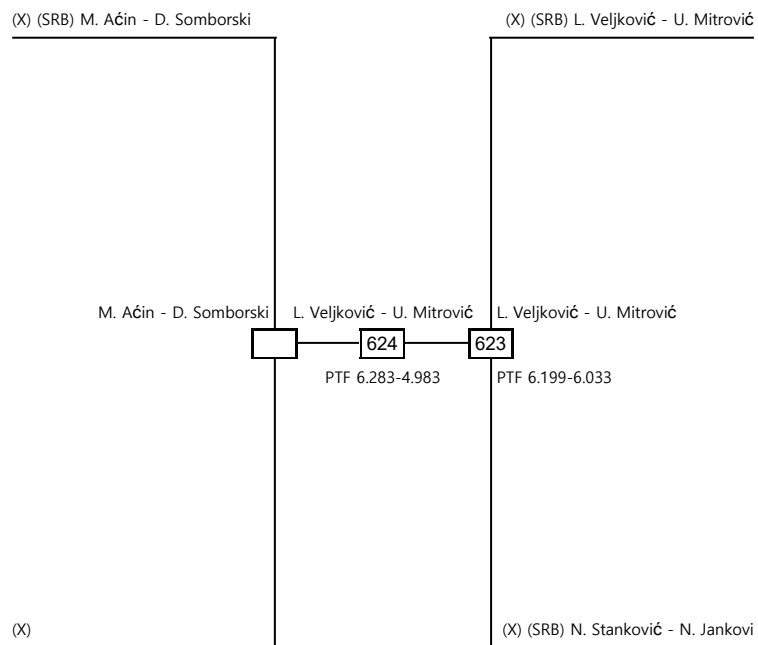 (X) (SRB) M. Aćin - D. Somborski
(X) (SRB) L. Veljković - U. Mitrović
M. Aćin - D. Somborski
L. Veljković - U. Mitrović
L. Veljković - U. Mitrović
624
623
PTF 6.283-4.983
PTF 6.199-6.033
(X)
(X) (SRB) N. Stanković - N. Jankovi